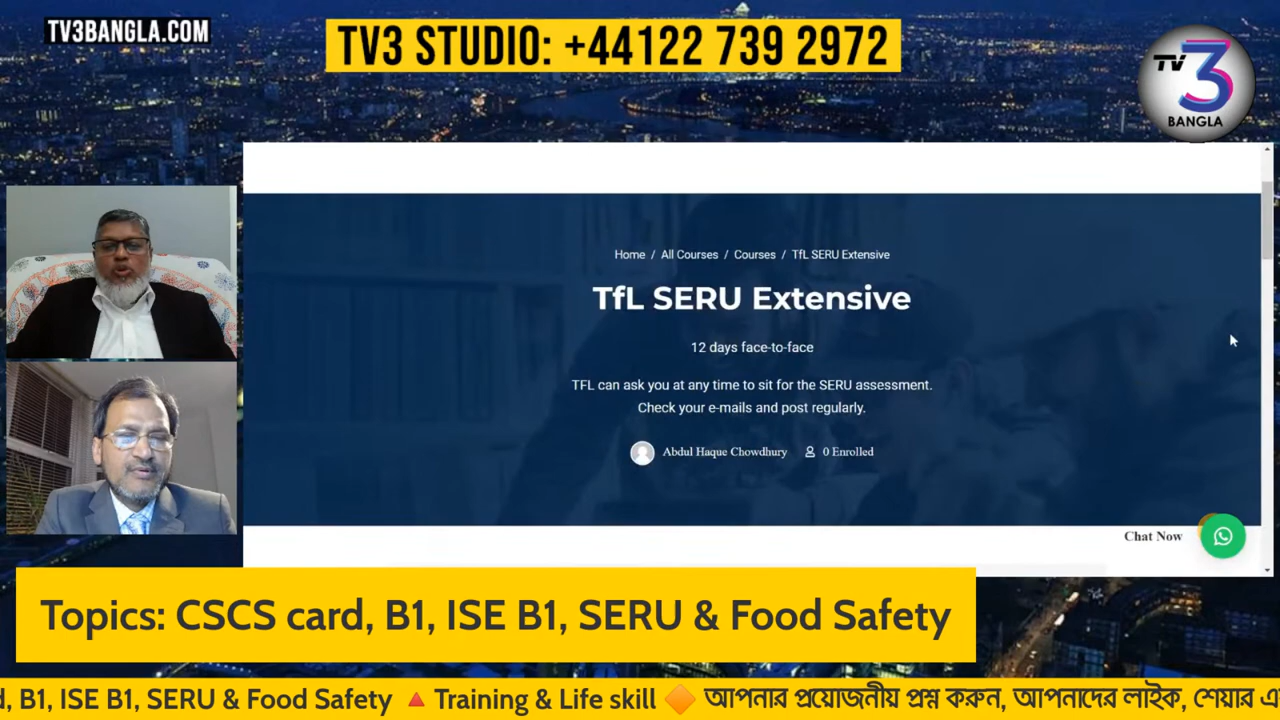 TV3BANGLA.COM
TV3 STUDIO: +44122 739 2972
TV 3
BANGLA
Home / All Courses / Courses / TfL SERU Extensive
TfL SERU Extensive
12 days face-to-face
TFL can ask you at any time to sit for the SERU assessment.
Check your e-mails and post regularly.
Abdul Haque Chowdhury 0 Enrolled
Chat Now
Topics: CSCS card, B1, ISE B1, SERU & Food Safety
d, B1, ISE B1, SERU & Food Safety 🔺 Training & Life skill 🔶 আপনার প্রয়োজনীয় প্রশ্ন করুন, আপনাদের লাইক, শেয়ার এ